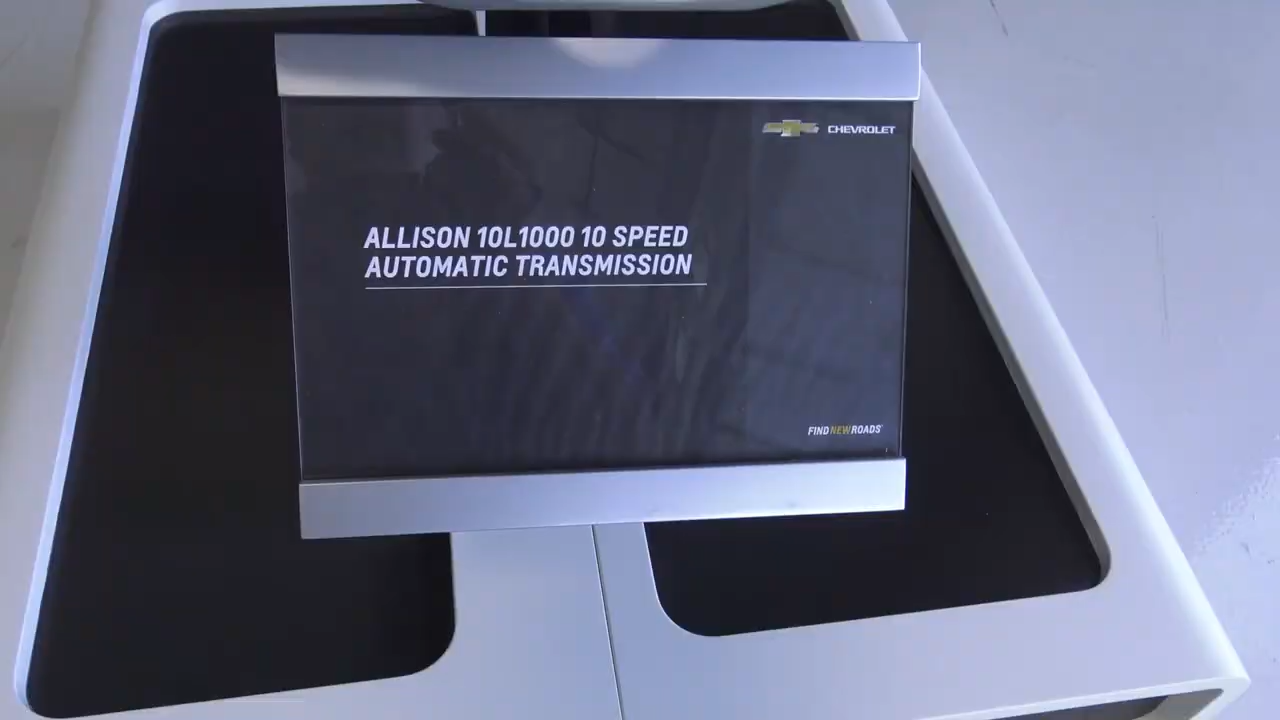 CHEVROLET
ALLISON 10L1000 10 SPEED
AUTOMATIC TRANSMISSION
FIND NEW ROADS